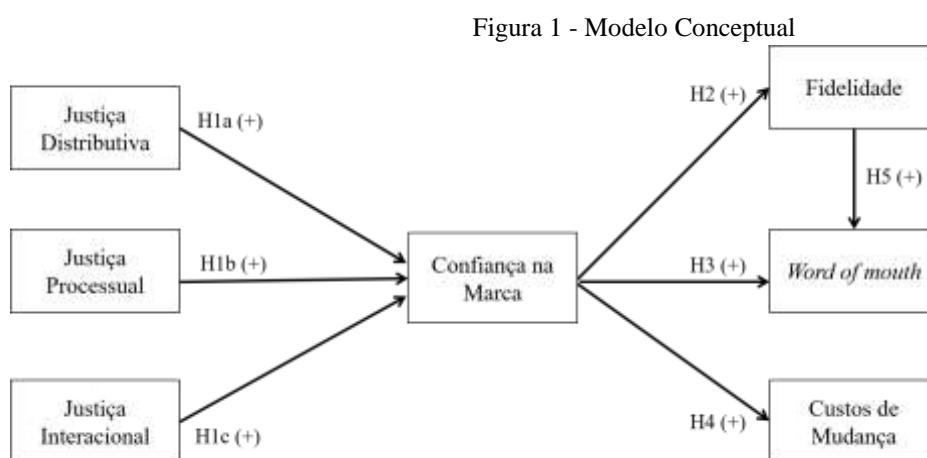 Figura 1 - Modelo Conceptual
Justiça
Distributiva
H1a (+)
Justiça
Processual
H1b (+)
Justiça
Interacional
H1c (+)
Confiança na
Marca
H2 (+)
Fidelidade
H5 (+)
H3 (+)
Word of mouth
H4 (+)
Custos de
Mudança